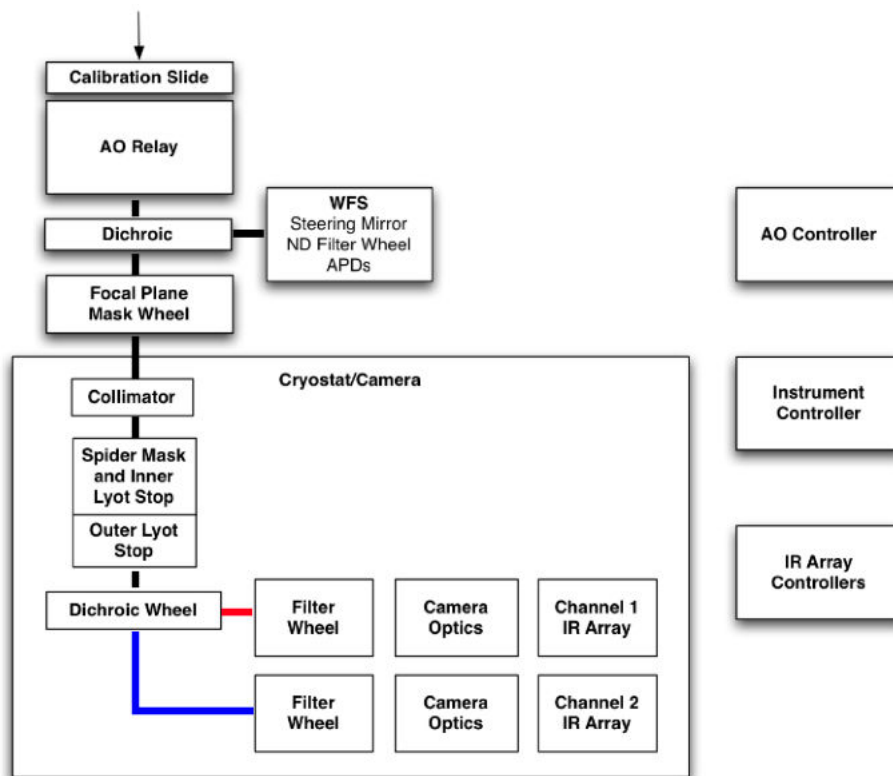 Calibration Slide
AO Relay
Dichroic
WFS
Steering Mirror
ND Filter Wheel
APDs
AO Controller
Focal Plane
Mask Wheel
Cryostat/Camera
Collimator
Instrument
Controller
Spider Mask
and Inner
Lyot Stop
Outer Lyot
Stop
IR Array
Controllers
Dichroic Wheel
Filter
Wheel
Camera
Optics
Channel 1
IR Array
Filter
Wheel
Camera
Optics
Channel 2
IR Array